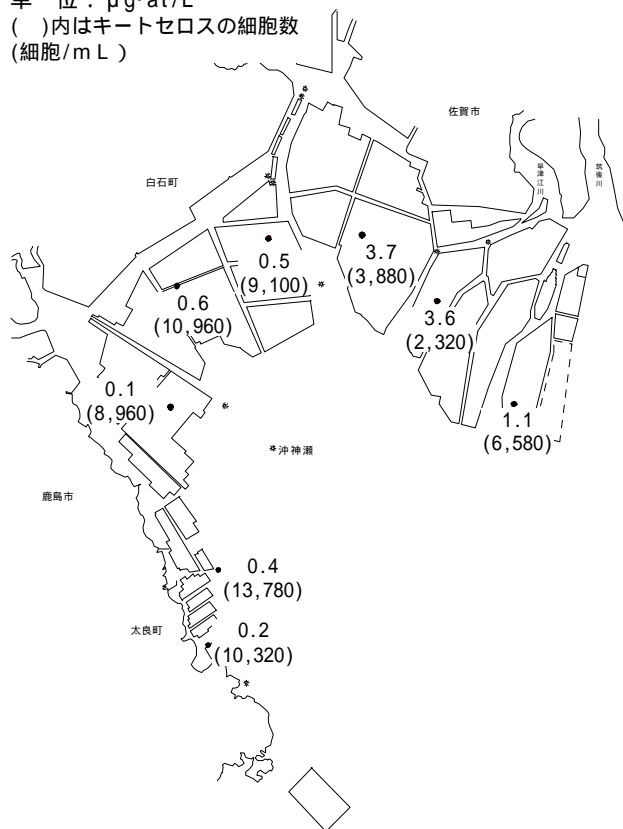 単 位：μg･at/L
( )内はキートセロスの細胞数
(細胞/mL)
佐賀市
白石町
早津江川
筑後川
0.5
(9,100)
3.7
(3,880)
0.6
(10,960)
3.6
(2,320)
0.1
(8,960)
1.1
(6,580)
沖神瀬
鹿島市
0.4
(13,780)
太良町
0.2
(10,320)